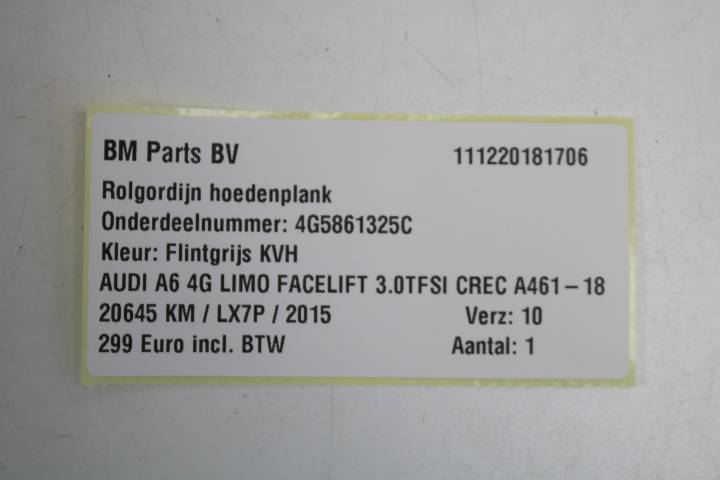 BM Parts BV 111220181706
Rolgordijn hoedenplank
Onderdeelnummer: 4G5861325C
Kleur: Flintgrijs KVH
AUDI A6 4G LIMO FACELIFT 3.0TFSI CREC A461-18
20645 KM / LX7P / 2015 Verz: 10
299 Euro incl. BTW Aantal: 1